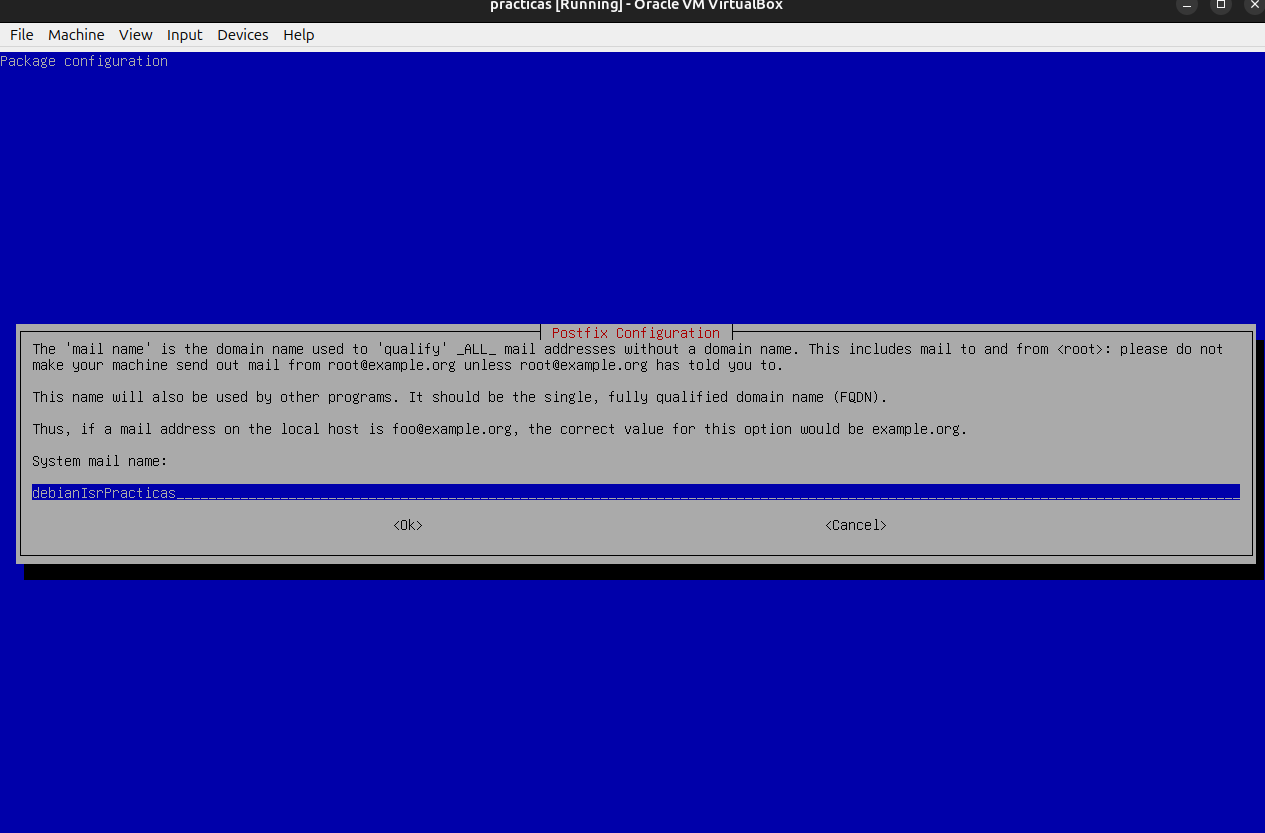 practicas [Running] - Oracle VM VirtualBox
File Machine View Input Devices Help
Package configuration
Postfix Configuration
The 'mail name' is the domain name used to 'qualify' _ALL_ mail addresses without a domain name. This includes mail to and from <root>: please do not
make your machine send out mail from root@example.org unless root@example.org has told you to.
This name will also be used by other programs. It should be the single, fully qualified domain name (FQDN).
Thus, if a mail address on the local host is foo@example.org, the correct value for this option would be example.org.
System mail name:
debianIsrPracticas
<Ok> <Cancel>